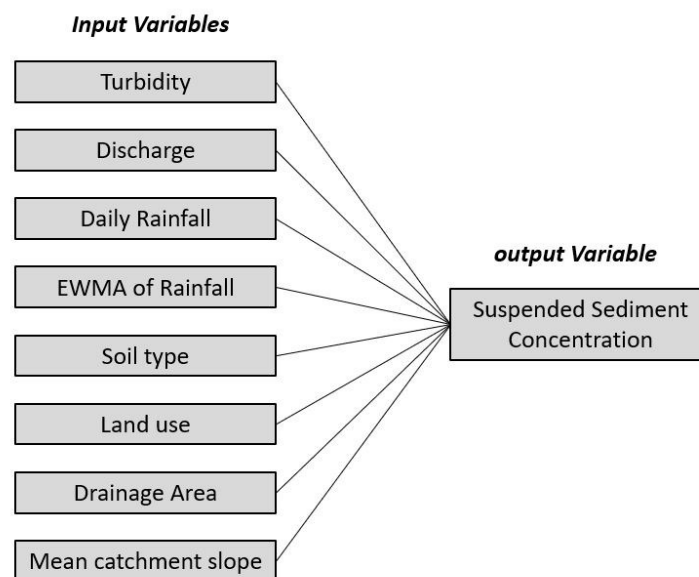 Input Variables
Turbidity
Discharge
Daily Rainfall
EWMA of Rainfall
Soil type
Land use
Drainage Area
Mean catchment slope
output Variable
Suspended Sediment
Concentration